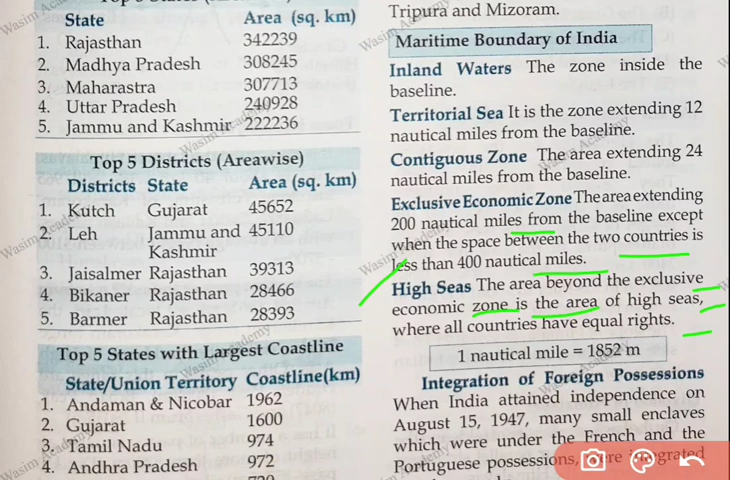 State Area (sq. km)
1. Rajasthan 342239
2. Madhya Pradesh 308245
3. Maharastra 307713
4. Uttar Pradesh 240928
5. Jammu and Kashmir 222236
Top 5 Districts (Areawise)
Districts State Area (sq. km)
1. Kutch Gujarat 45652
2. Leh Jammu and 45110
Kashmir
3. Jaisalmer Rajasthan 39313
4. Bikaner Rajasthan 28466
5. Barmer Rajasthan 28393
Top 5 States with Largest Coastline
State/Union Territory Coastline(km)
1. Andaman & Nicobar 1962
2. Gujarat 1600
3. Tamil Nadu 974
4. Andhra Pradesh 972
Tripura and Mizoram.
Maritime Boundary of India
Inland Waters The zone inside the
baseline.
Territorial Sea It is the zone extending 12
nautical miles from the baseline.
Contiguous Zone The area extending 24
nautical miles from the baseline.
Exclusive Economic Zone The area extending
200 nautical miles from the baseline except
when the space between the two countries is
less than 400 nautical miles.
High Seas The area beyond the exclusive
economic zone is the area of high seas,
where all countries have equal rights.
1 nautical mile = 1852 m
Integration of Foreign Possessions
When India attained independence on
August 15, 1947, many small enclaves
which were under the French and the
Portuguese possessions, were integrated
Wasim Academy